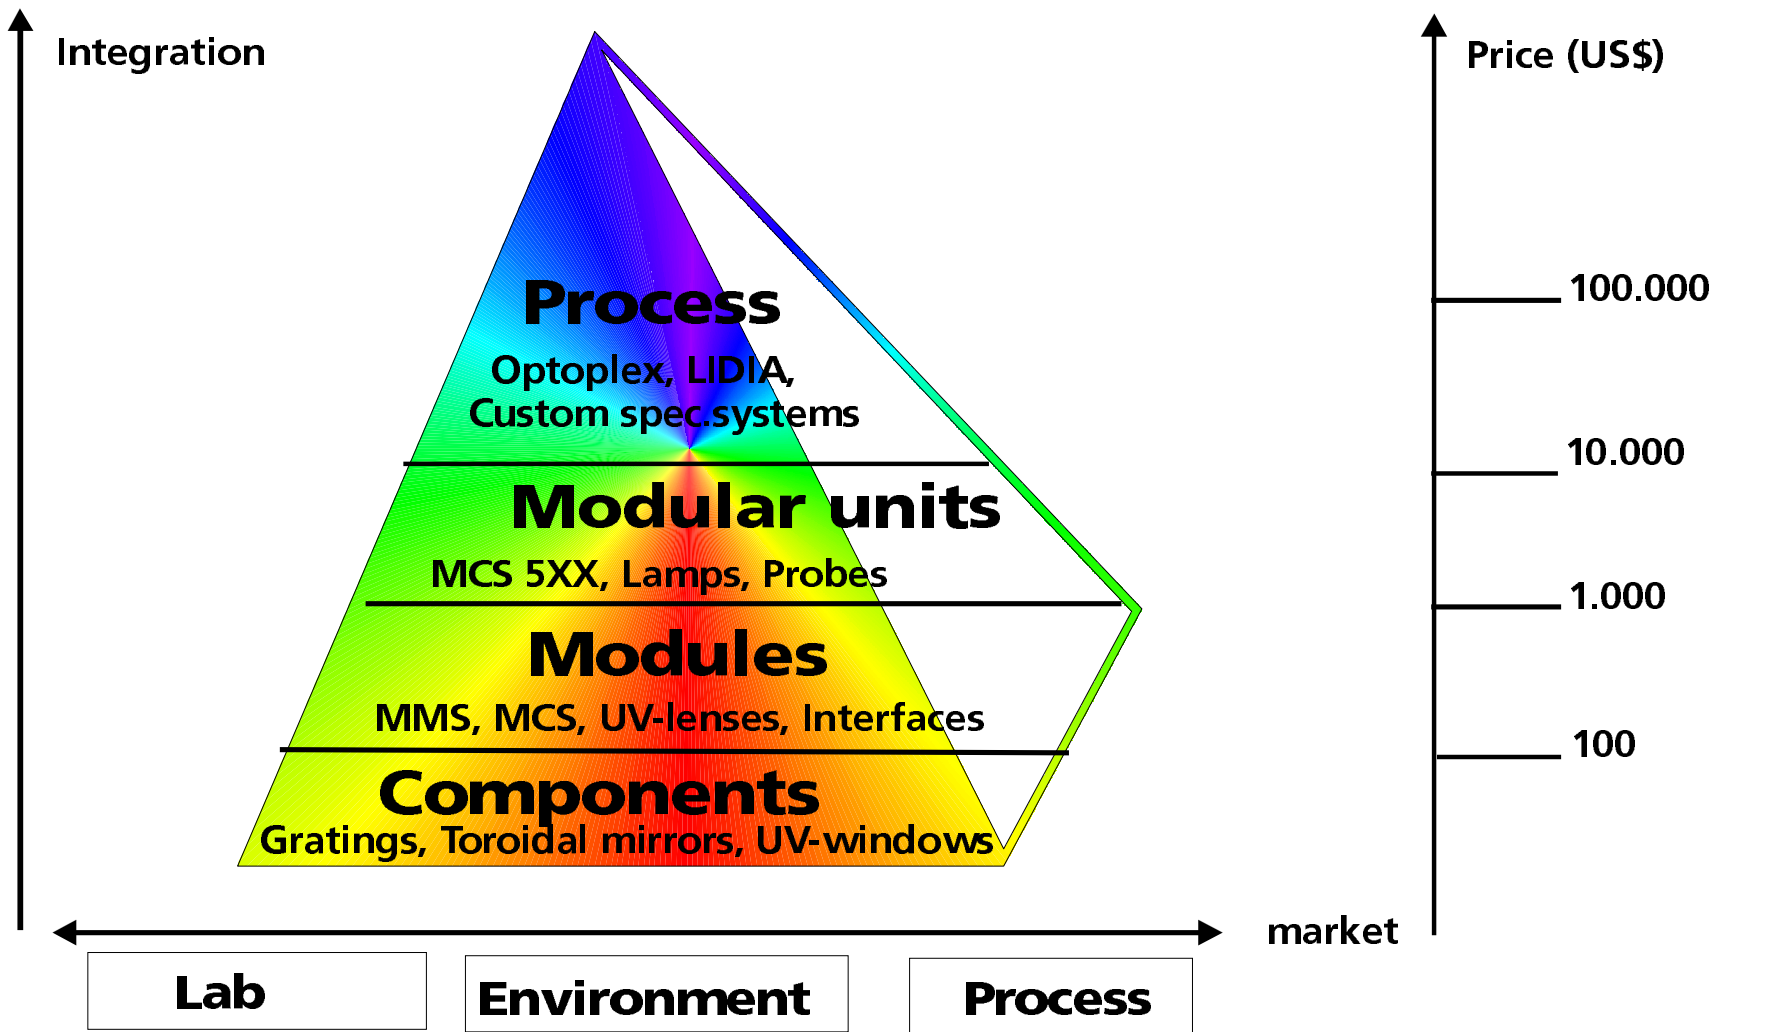 Integration
Price (US$)
Process
Optoplex, LIDIA,
Custom spec.systems
Modular units
MCS 5XX, Lamps, Probes
Modules
MMS, MCS, UV-lenses, Interfaces
Components
Gratings, Toroidal mirrors, UV-windows
100.000
10.000
1.000
100
market
Lab
Environment
Process